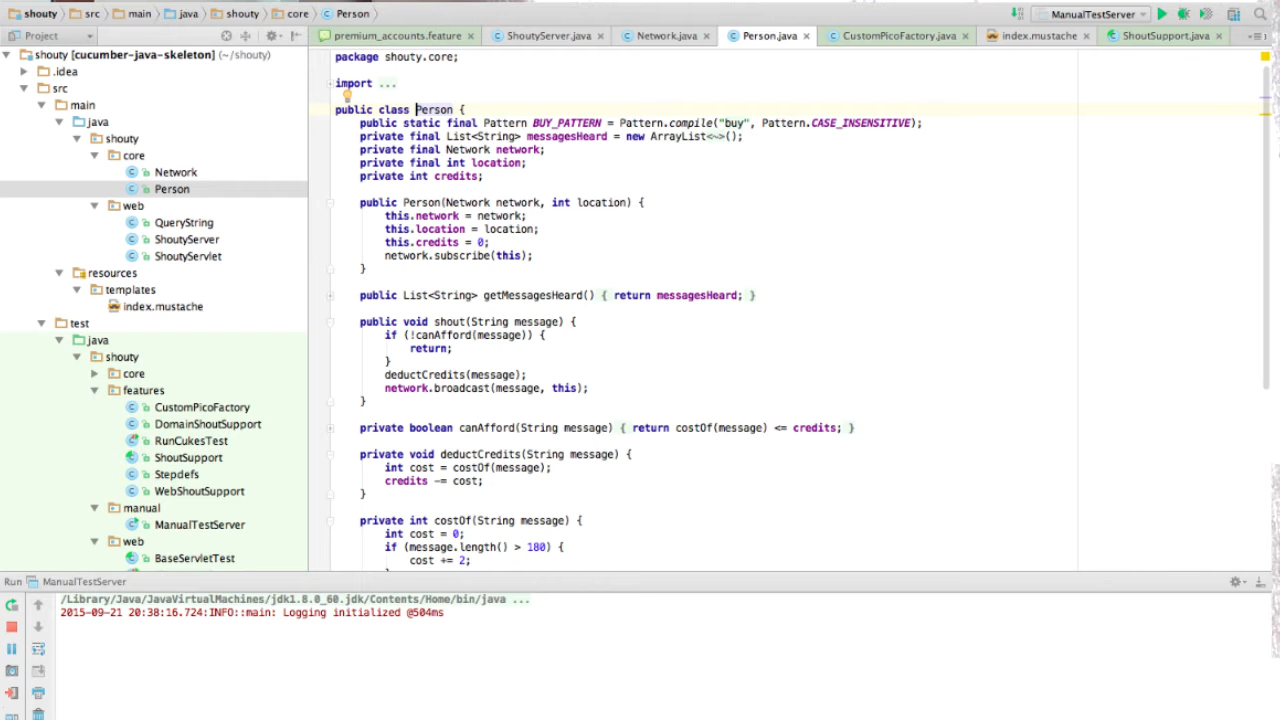 shouty src main java shouty core Person ManualTestServer
Project
premium_accounts.feature × ShoutyServer.java × Network.java × Person.java × CustomPicoFactory.java × index.mustache × ShoutSupport.java ×
shouty [cucumber-java-skeleton] (~/shouty)
.idea
src
main
java
shouty
core
Network
Person
web
QueryString
ShoutyServer
ShoutyServlet
resources
templates
index.mustache
test
java
shouty
core
features
CustomPicoFactory
DomainShoutSupport
RunCukesTest
ShoutSupport
Stepdefs
WebShoutSupport
manual
ManualTestServer
web
BaseServletTest
package shouty.core;
import ...
public class Person {
public static final Pattern BUY_PATTERN = Pattern.compile("buy", Pattern.CASE_INSENSITIVE);
private final List<String> messagesHeard = new ArrayList<~>();
private final Network network;
private final int location;
private int credits;
public Person(Network network, int location) {
this.network = network;
this.location = location;
this.credits = 0;
network.subscribe(this);
}
public List<String> getMessagesHeard() { return messagesHeard; }
public void shout(String message) {
if (!canAfford(message)) {
return;
}
deductCredits(message);
network.broadcast(message, this);
}
private boolean canAfford(String message) { return costOf(message) <= credits; }
private void deductCredits(String message) {
int cost = costOf(message);
credits -= cost;
}
private int costOf(String message) {
int cost = 0;
if (message.length() > 180) {
cost += 2;
Run ManualTestServer
/Library/Java/JavaVirtualMachines/jdk1.8.0_60.jdk/Contents/Home/bin/java ...
2015-09-21 20:38:16.724:INFO::main: Logging initialized @504ms